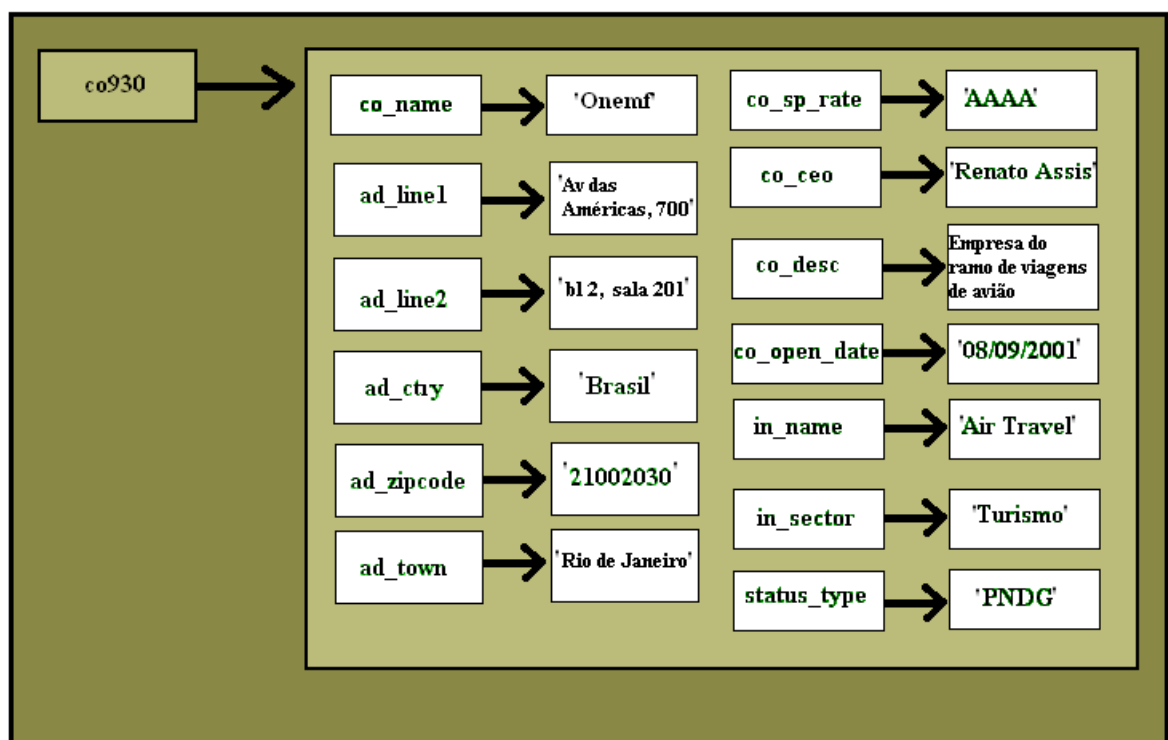 co930
co_name
'Onemf'
ad_line1
'Av das
Américas, 700'
ad_line2
'bl 2, sala 201'
ad_ctry
'Brasil'
ad_zipcode
'21002030'
ad_town
'Rio de Janeiro'
co_sp_rate
'AAAA'
co_ceo
'Renato Assis'
co_desc
Empresa do
ramo de viagens
de avião
co_open_date
'08/09/2001'
in_name
'Air Travel'
in_sector
'Turismo'
status_type
'PNDG'